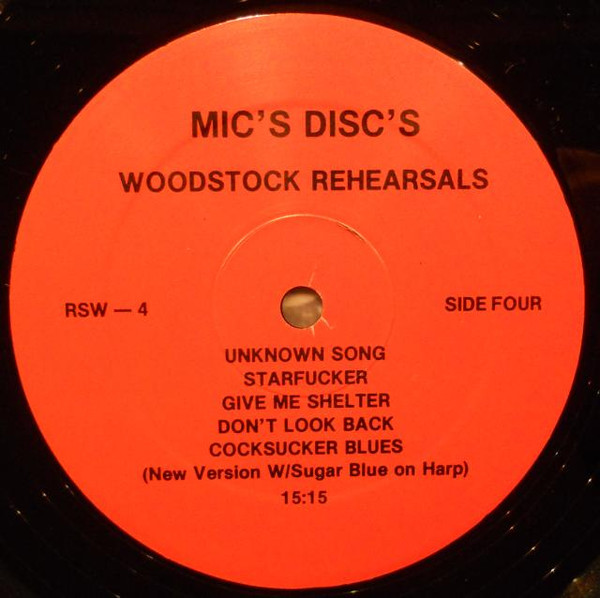 MIC'S DISC'S
WOODSTOCK REHEARSALS
RSW — 4
SIDE FOUR
UNKNOWN SONG
STARFUCKER
GIVE ME SHELTER
DON'T LOOK BACK
COCKSUCKER BLUES
(New Version W/Sugar Blue on Harp)
15:15